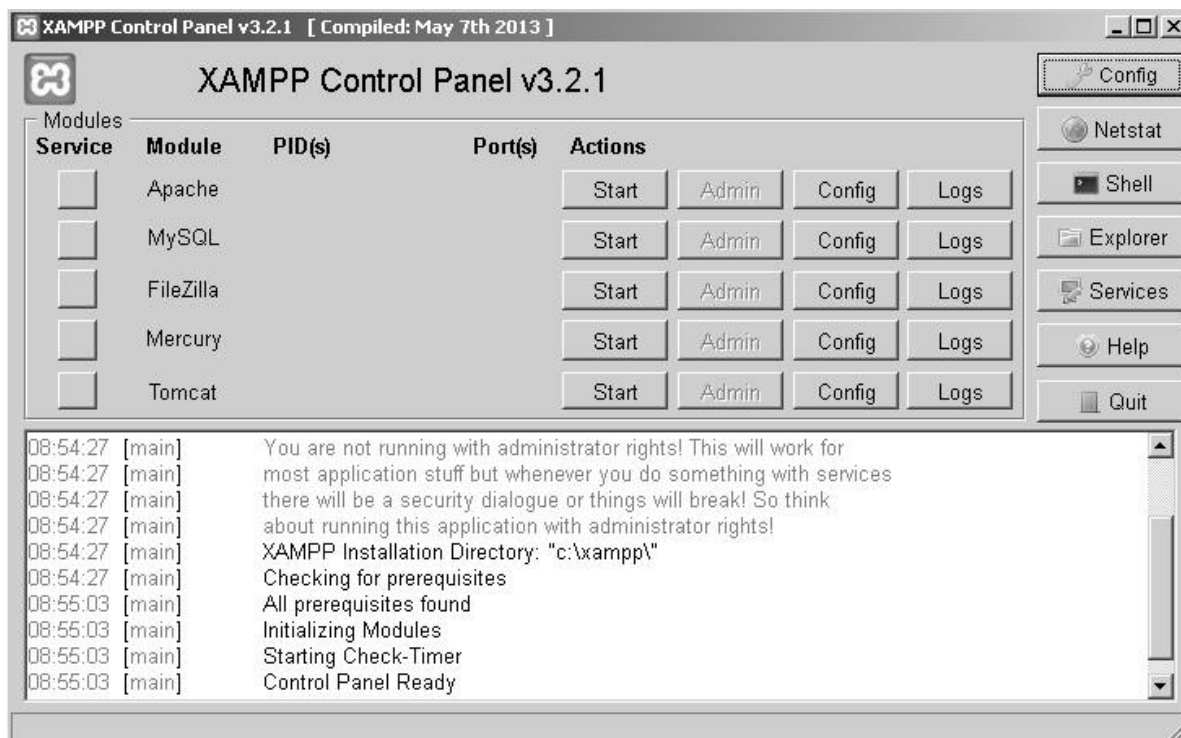 XAMPP Control Panel v3.2.1 [ Compiled: May 7th 2013 ]
XAMPP Control Panel v3.2.1
Config
Netstat
Shell
Explorer
Services
Help
Quit
Modules
Service Module PID(s) Port(s) Actions
Apache Start Admin Config Logs
MySQL Start Admin Config Logs
FileZilla Start Admin Config Logs
Mercury Start Admin Config Logs
Tomcat Start Admin Config Logs
08:54:27 [main] You are not running with administrator rights! This will work for
08:54:27 [main] most application stuff but whenever you do something with services
08:54:27 [main] there will be a security dialogue or things will break! So think
08:54:27 [main] about running this application with administrator rights!
08:54:27 [main] XAMPP Installation Directory: "c:\xampp\"
08:54:27 [main] Checking for prerequisites
08:55:03 [main] All prerequisites found
08:55:03 [main] Initializing Modules
08:55:03 [main] Starting Check-Timer
08:55:03 [main] Control Panel Ready